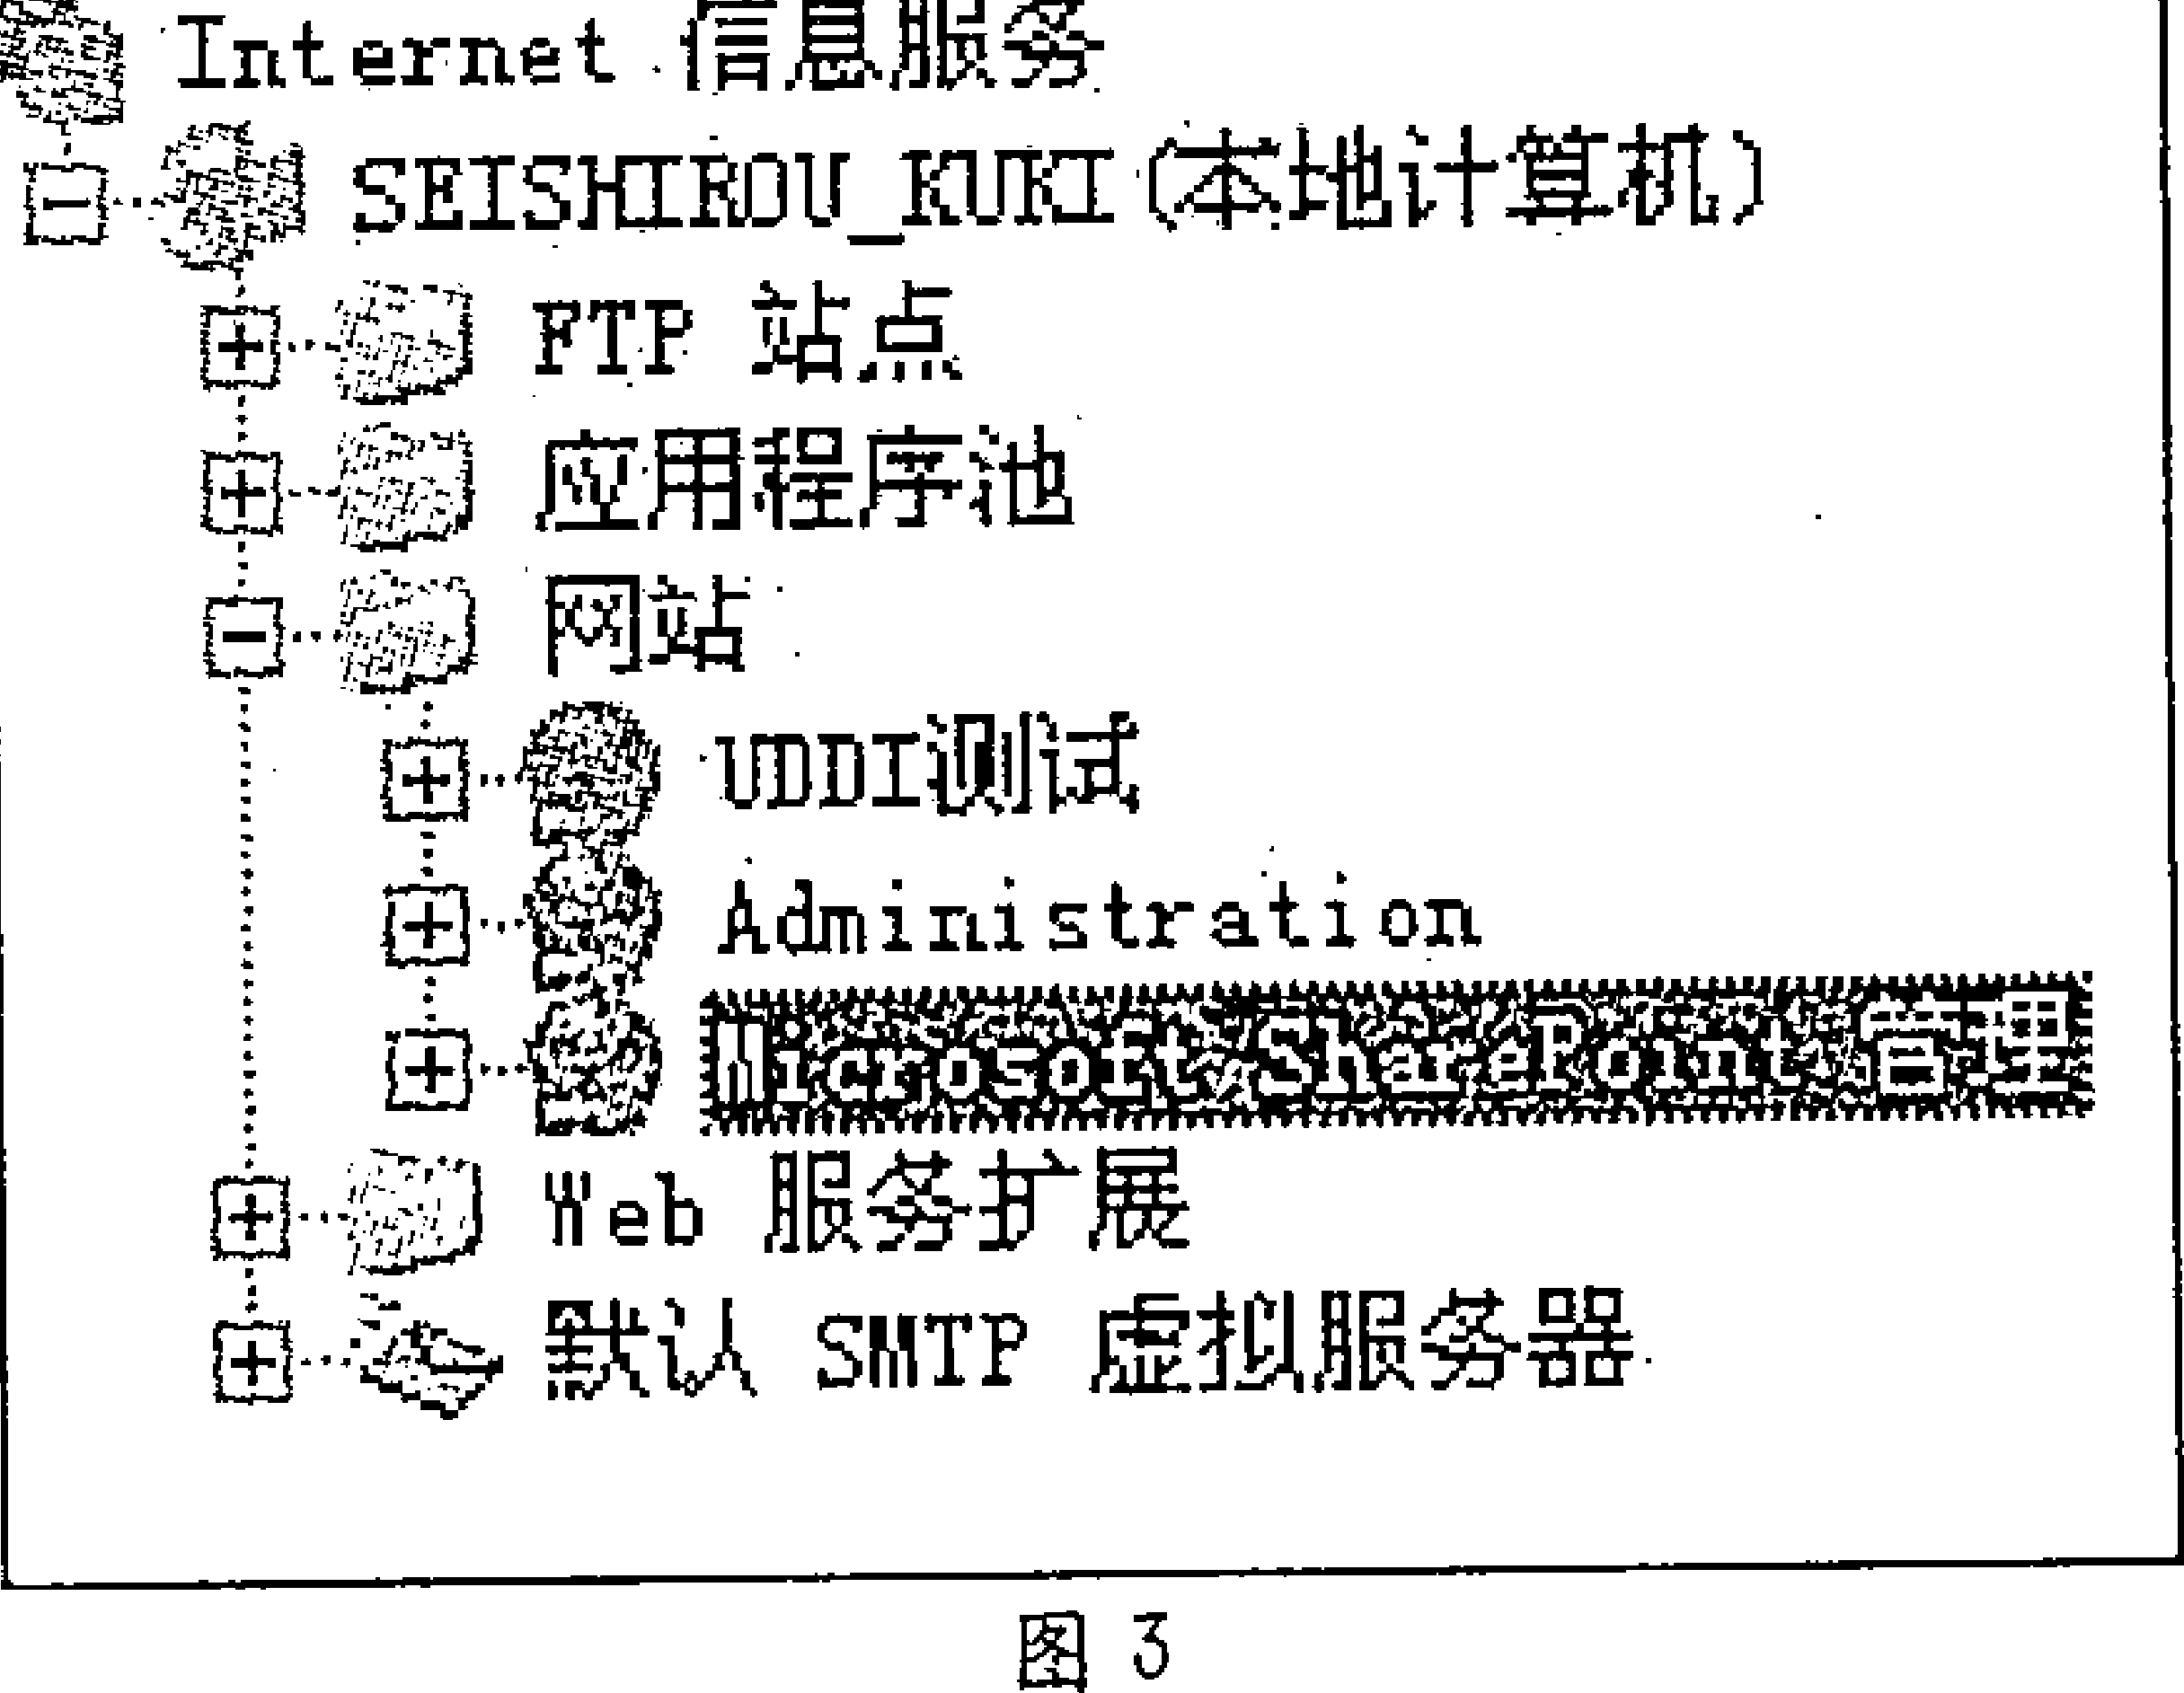 Internet 信息服务
SEISHIROU_KUKI(本地计算机)
FTP 站点
应用程序池
网站
UDDI测试
Administration
Microsoft SharePoint 管理
Web 服务扩展
默认 SMTP 虚拟服务器
图 3